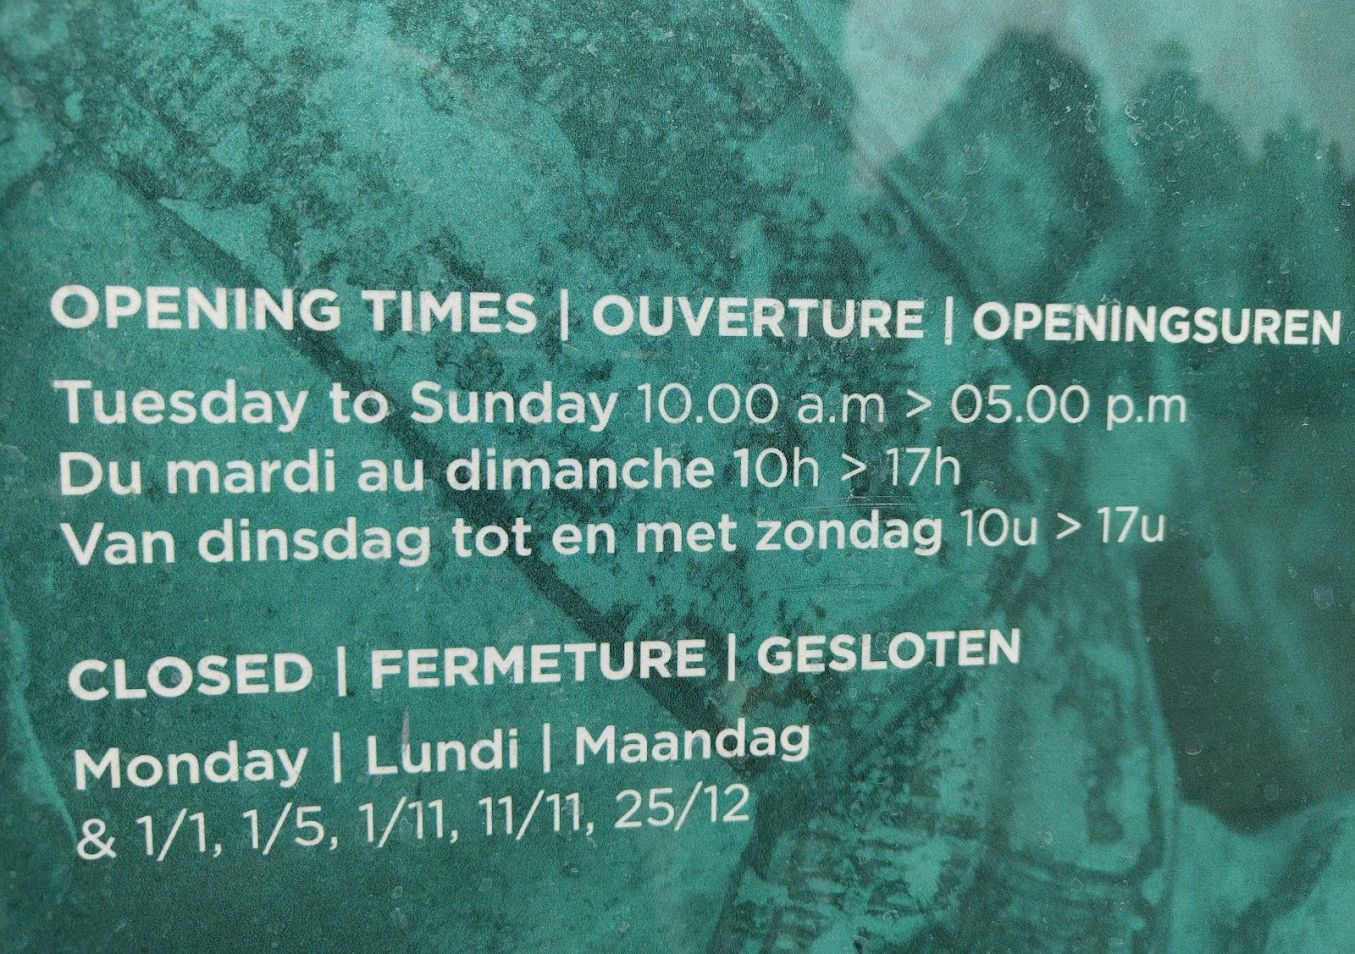 OPENING TIMES | OUVERTURE | OPENINGSUREN
Tuesday to Sunday 10.00 a.m > 05.00 p.m
Du mardi au dimanche 10h > 17h
Van dinsdag tot en met zondag 10u > 17u
CLOSED | FERMETURE | GESLOTEN
Monday | Lundi | Maandag
& 1/1, 1/5, 1/11, 11/11, 25/12